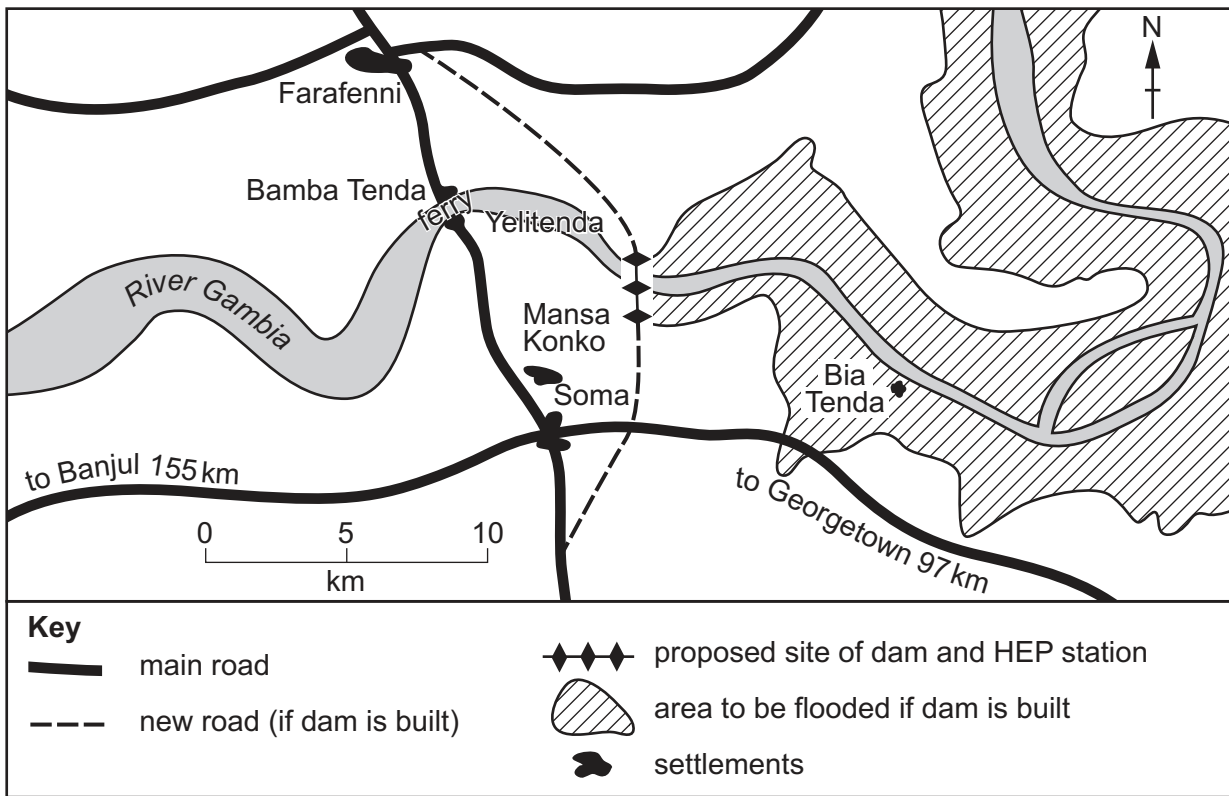 N
Farafenni
Bamba Tenda
ferry
Yelitenda
River Gambia
Mansa
Konko
Bia
Tenda
Soma
to Banjul 155 km
to Georgetown 97 km
0 5 10
km
Key
main road
new road (if dam is built)
proposed site of dam and HEP station
area to be flooded if dam is built
settlements